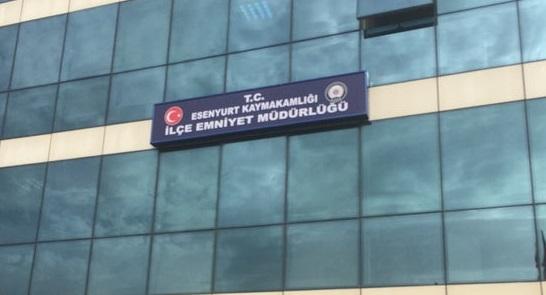 T.C.
ESENYURT KAYMAKAMLIĞI
İLÇE EMNİYET MÜDÜRLÜĞÜ